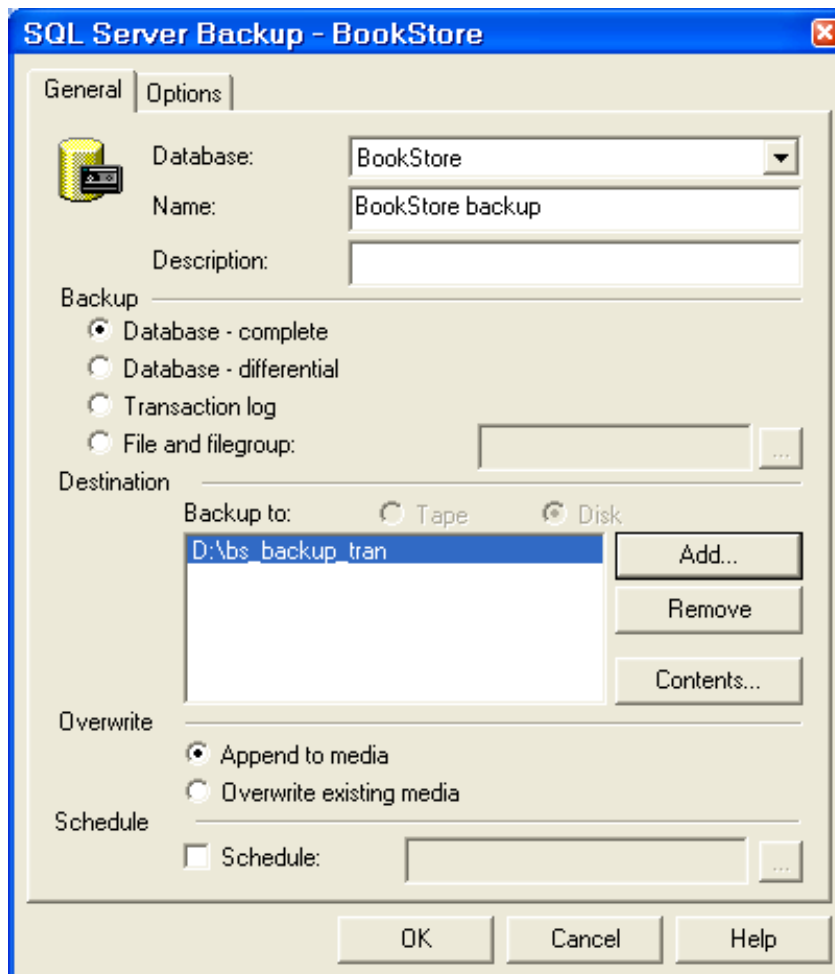 SQL Server Backup - BookStore
General Options
Database: BookStore
Name: BookStore backup
Description:
Backup
Database - complete
Database - differential
Transaction log
File and filegroup: ...
Destination
Backup to: Tape Disk
D:\bs_backup_tran
Add...
Remove
Contents...
Overwrite
Append to media
Overwrite existing media
Schedule
Schedule: ...
OK Cancel Help